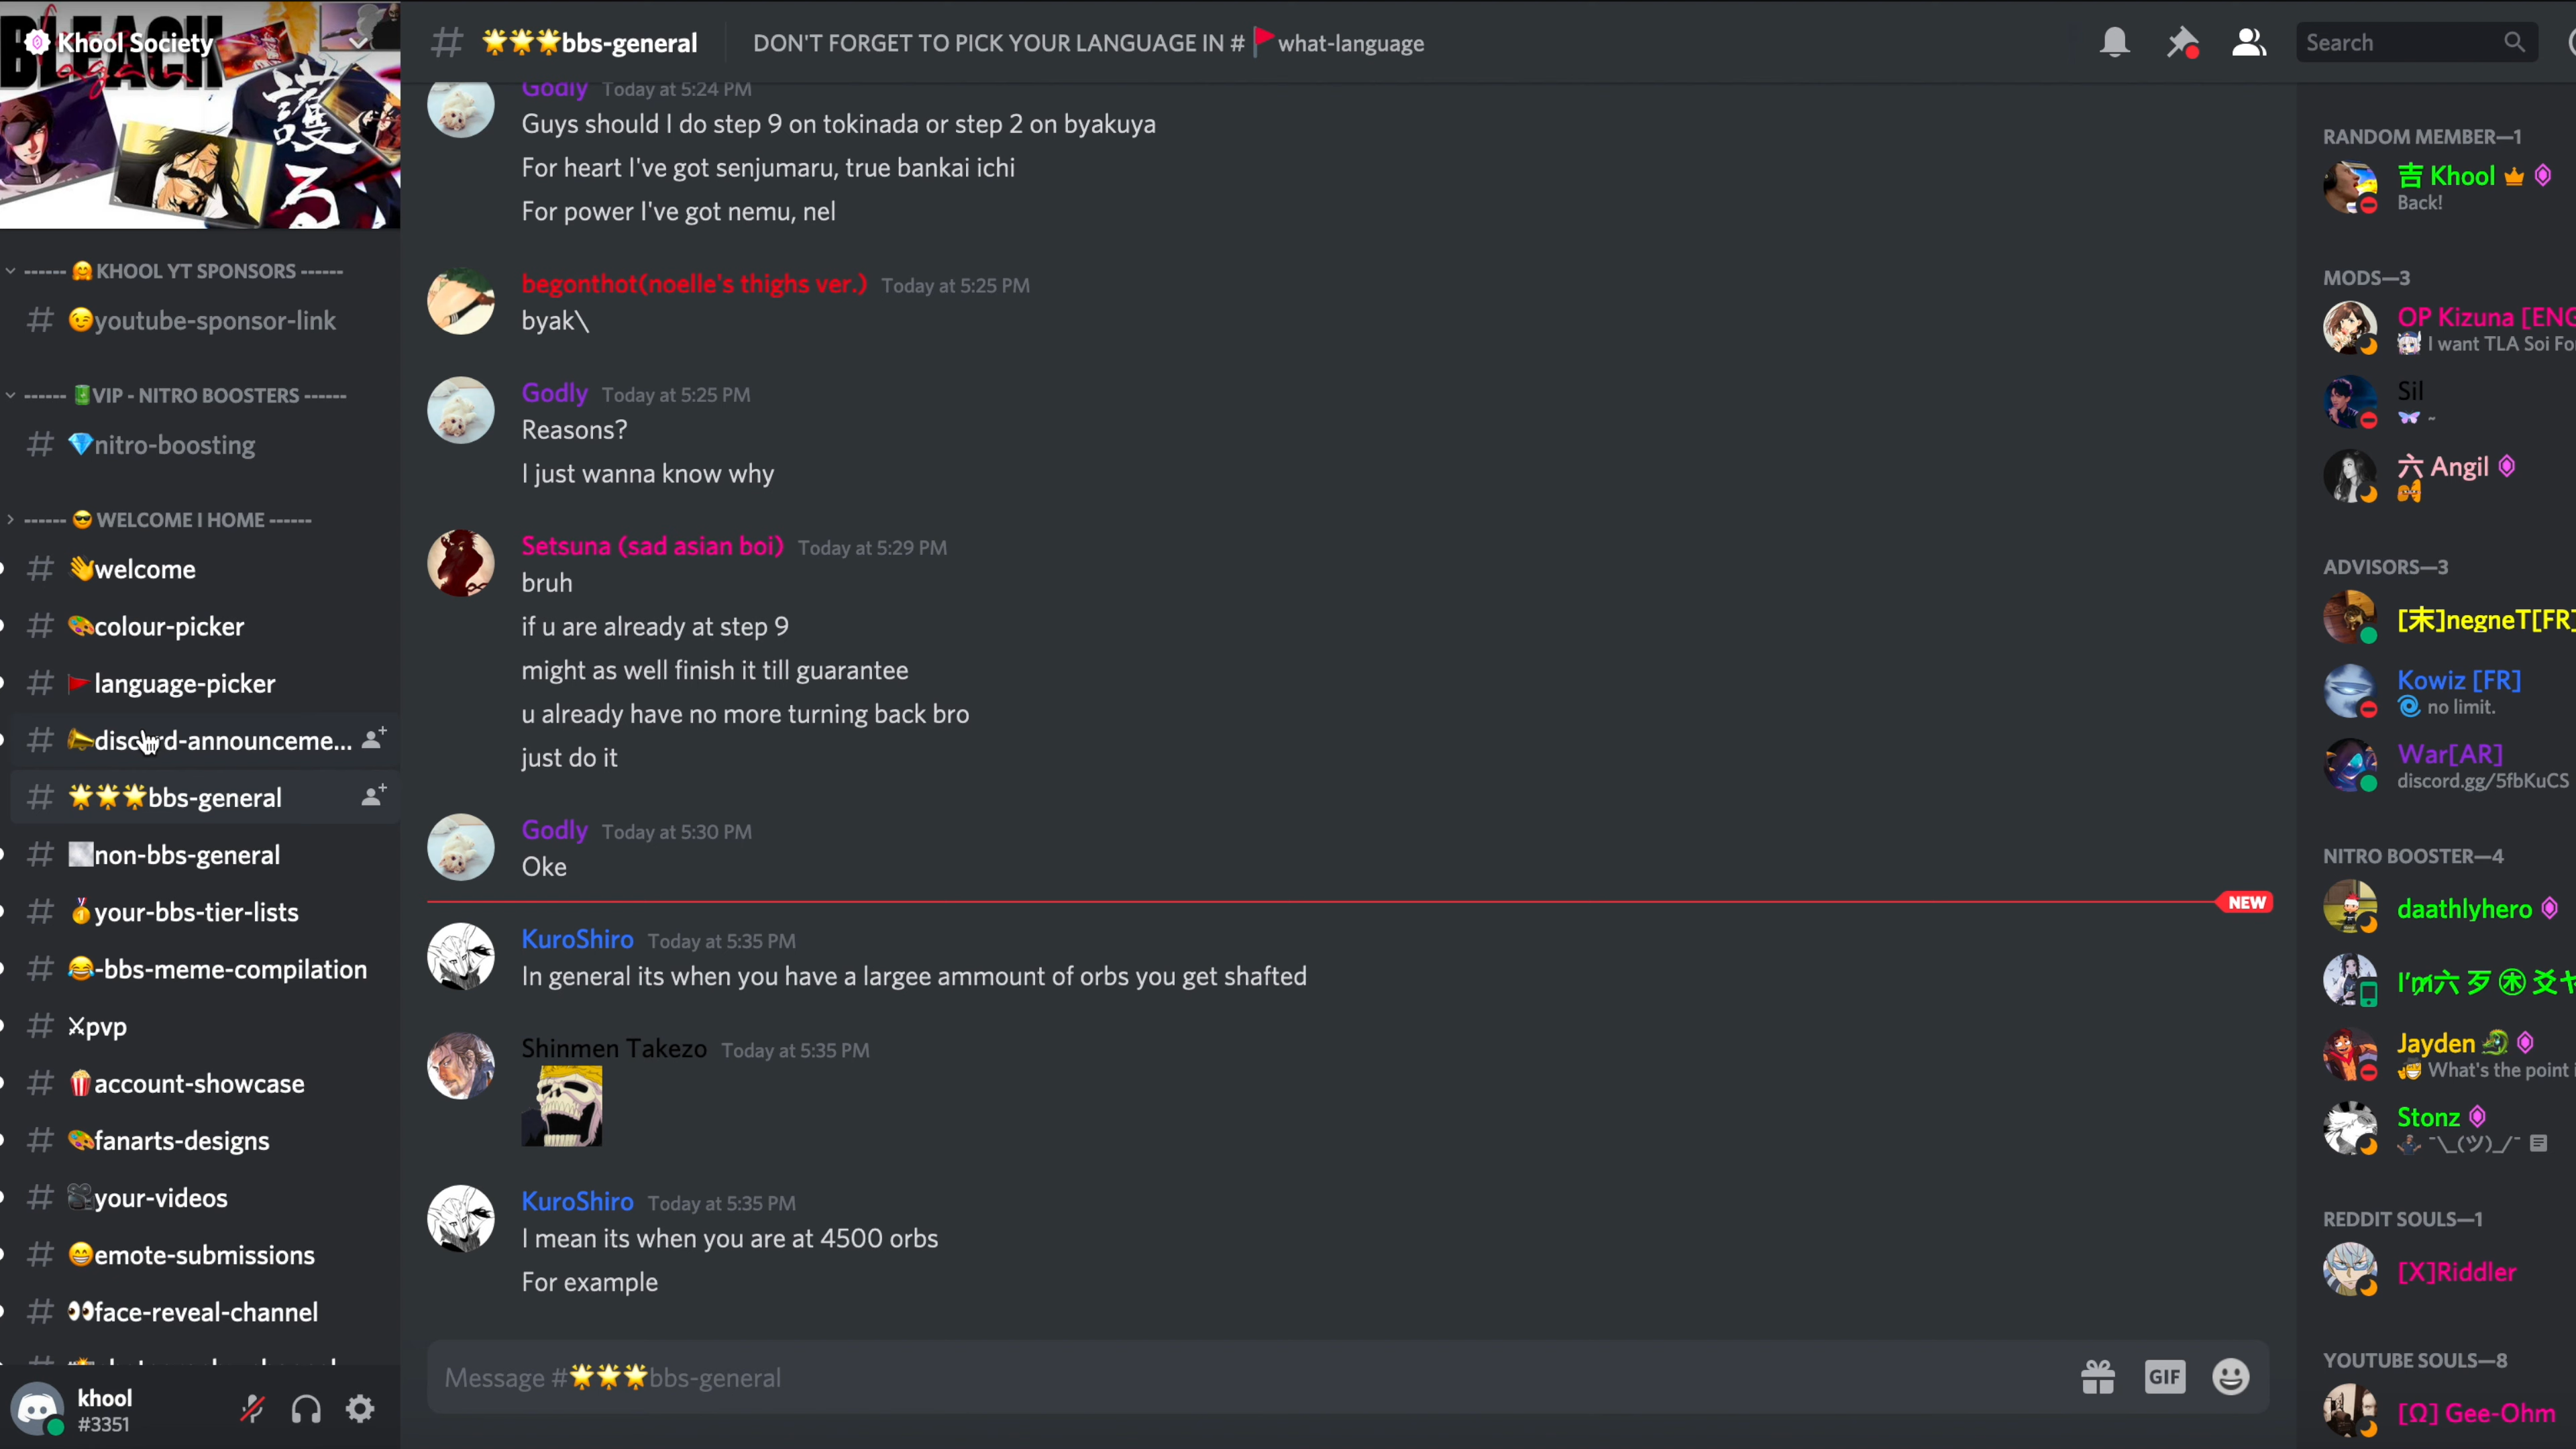 BLEACH
again
Khool Society
護る
------ 🤗 KHOOL YT SPONSORS ------
# 😉youtube-sponsor-link
------ 🛢VIP - NITRO BOOSTERS ------
# 💎nitro-boosting
------ 😎 WELCOME I HOME ------
# 👋welcome
# 🎨colour-picker
# 🚩language-picker
# 📣discord-announceme...
# 🌟🌟🌟bbs-general
# non-bbs-general
# 🏅your-bbs-tier-lists
# 😂-bbs-meme-compilation
# ⚔pvp
# 🍿account-showcase
# 🎨fanarts-designs
# 🎥your-videos
# 😁emote-submissions
# 👀face-reveal-channel
khool
#3351
# 🌟🌟🌟bbs-general
DON'T FORGET TO PICK YOUR LANGUAGE IN # 🚩what-language
Search
Godly Today at 5:24 PM
Guys should I do step 9 on tokinada or step 2 on byakuya
For heart I've got senjumaru, true bankai ichi
For power I've got nemu, nel
begonthot(noelle's thighs ver.) Today at 5:25 PM
byak\
Godly Today at 5:25 PM
Reasons?
I just wanna know why
Setsuna (sad asian boi) Today at 5:29 PM
bruh
if u are already at step 9
might as well finish it till guarantee
u already have no more turning back bro
just do it
Godly Today at 5:30 PM
Oke
NEW
KuroShiro Today at 5:35 PM
In general its when you have a largee ammount of orbs you get shafted
Shinmen Takezo Today at 5:35 PM
KuroShiro Today at 5:35 PM
I mean its when you are at 4500 orbs
For example
Message #🌟🌟🌟bbs-general
GIF
RANDOM MEMBER—1
吉 Khool
Back!
MODS—3
OP Kizuna [ENG
I want TLA Soi Fo
Sil
~
六 Angil
ADVISORS—3
[末]negneT[FR]
Kowiz [FR]
no limit.
War[AR]
discord.gg/5fbKuCS
NITRO BOOSTER—4
daathlyhero
I'm六 歹 ㊍ 爻
Jayden
What's the point i
Stonz
¯\_(ツ)_/¯
REDDIT SOULS—1
[X]Riddler
YOUTUBE SOULS—8
[Ω] Gee-Ohm